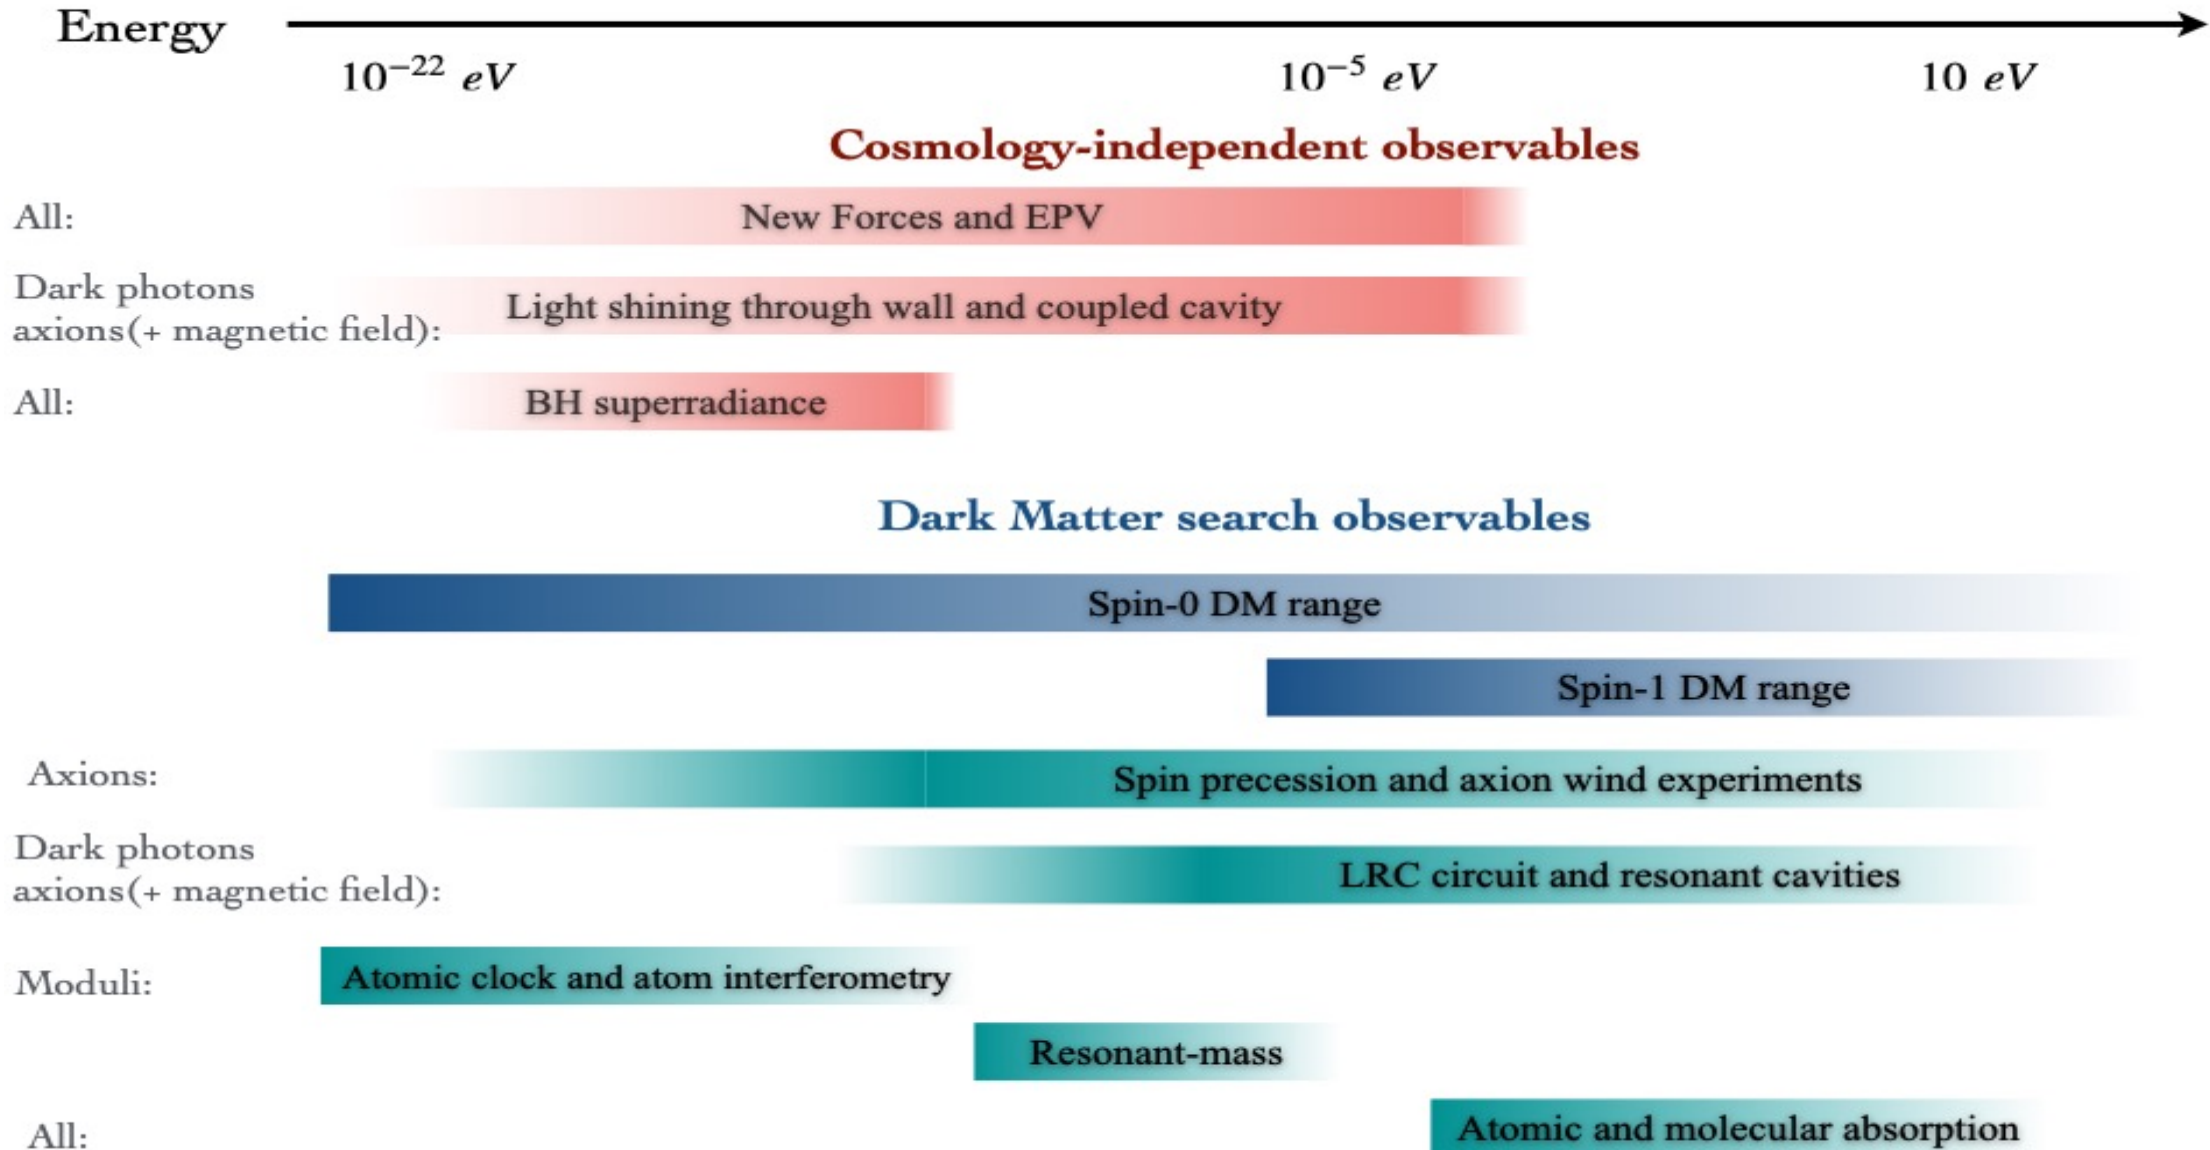 Energy
10⁻²² eV 10⁻⁵ eV 10 eV
Cosmology-independent observables
All: New Forces and EPV
Dark photons
axions(+ magnetic field): Light shining through wall and coupled cavity
All: BH superradiance
Dark Matter search observables
Spin-0 DM range
Spin-1 DM range
Axions: Spin precession and axion wind experiments
Dark photons
axions(+ magnetic field): LRC circuit and resonant cavities
Moduli: Atomic clock and atom interferometry
Resonant-mass
All: Atomic and molecular absorption